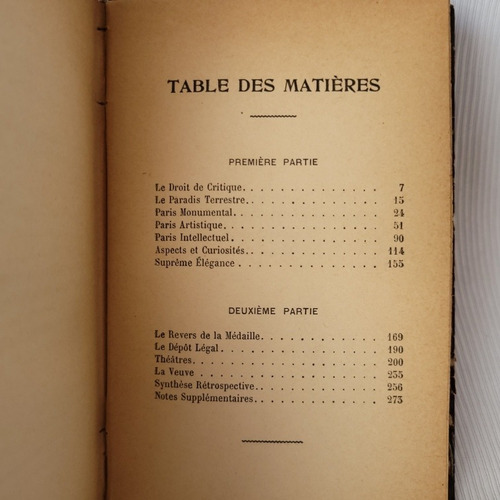 TABLE DES MATIÈRES
PREMIÈRE PARTIE
Le Droit de Critique. . . . . . . . . . . . . . 7
Le Paradis Terrestre. . . . . . . . . . . . . . 15
Paris Monumental. . . . . . . . . . . . . . . 24
Paris Artistique. . . . . . . . . . . . . . . . 51
Paris Intellectuel. . . . . . . . . . . . . . . 90
Aspects et Curiosités. . . . . . . . . . . . . 114
Suprême Élégance . . . . . . . . . . . . . . 155
DEUXIÈME PARTIE
Le Revers de la Médaille. . . . . . . . . . . . 169
Le Dépôt Légal . . . . . . . . . . . . . . . 190
Théâtres. . . . . . . . . . . . . . . . . . . 200
La Veuve . . . . . . . . . . . . . . . . . . 235
Synthèse Rétrospective. . . . . . . . . . . . . 256
Notes Supplémentaires. . . . . . . . . . . . . 273